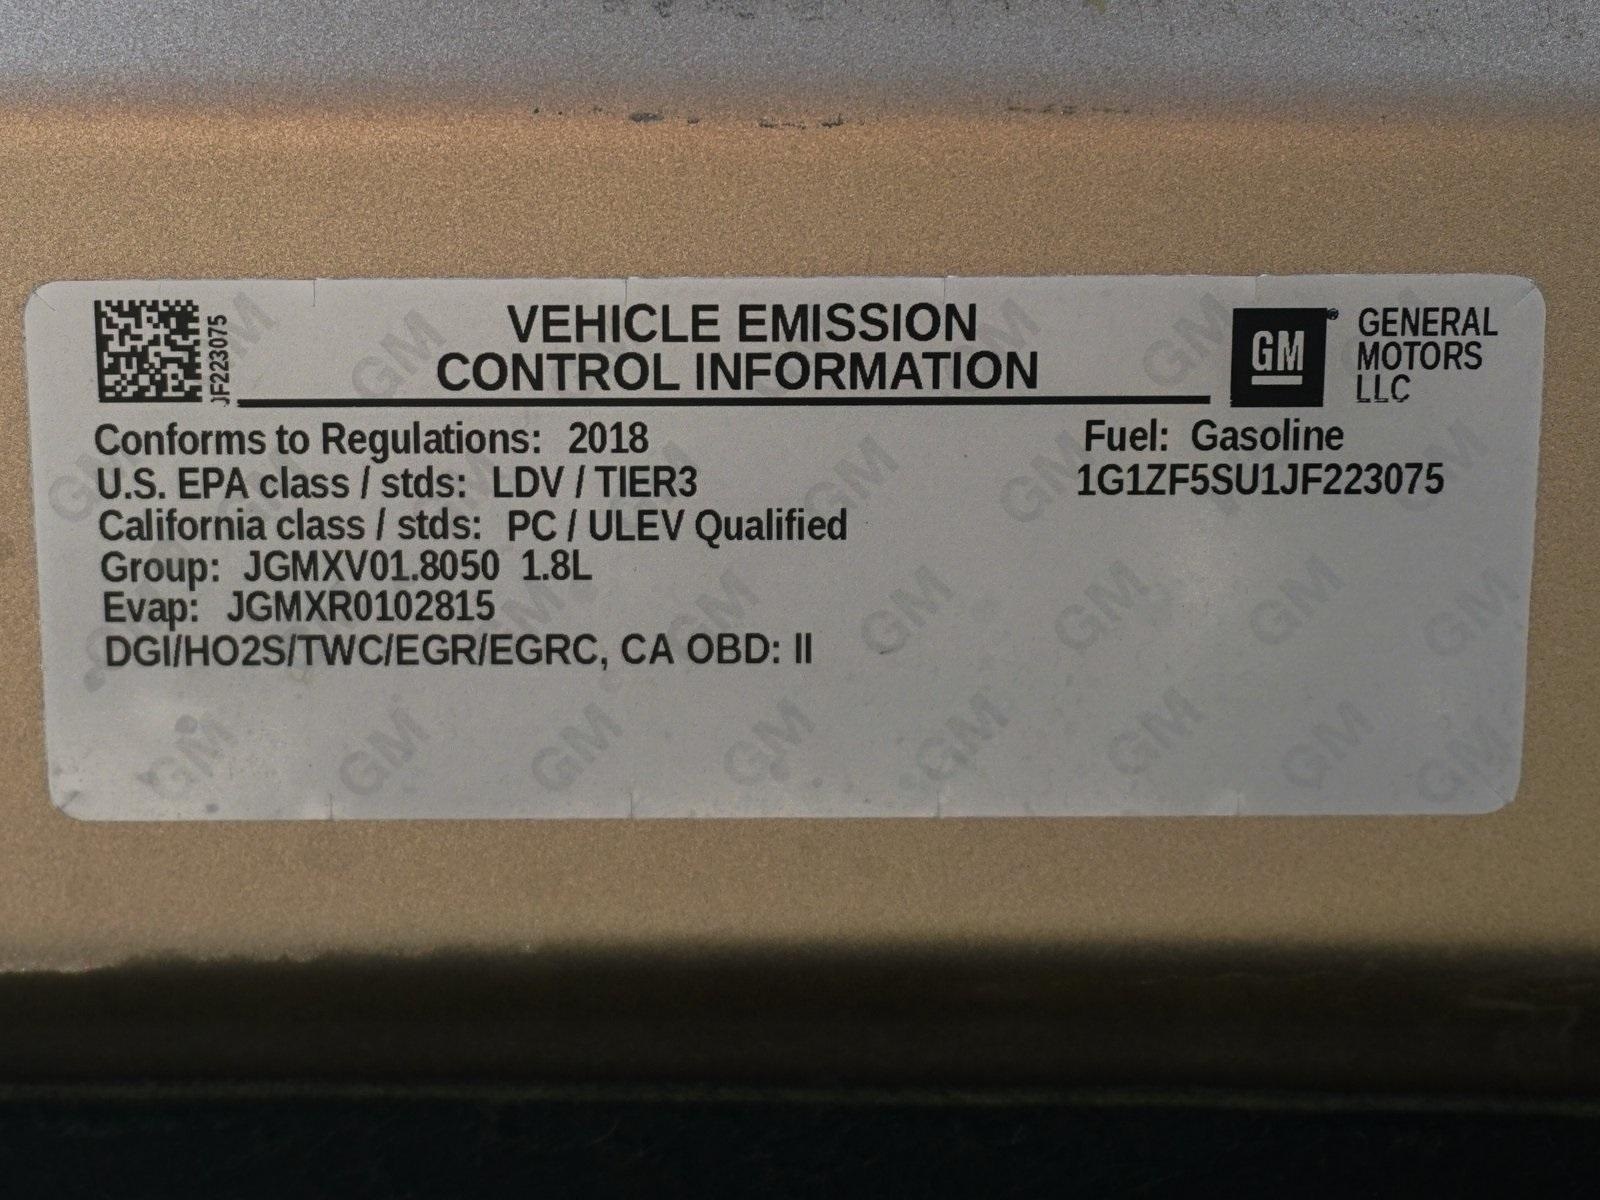 JF223075
VEHICLE EMISSION
CONTROL INFORMATION
GM®
GENERAL
MOTORS
LLC
Conforms to Regulations: 2018
Fuel: Gasoline
U.S. EPA class / stds: LDV / TIER3
1G1ZF5SU1JF223075
California class / stds: PC / ULEV Qualified
Group: JGMXV01.8050 1.8L
Evap: JGMXR0102815
DGI/HO2S/TWC/EGR/EGRC, CA OBD: II